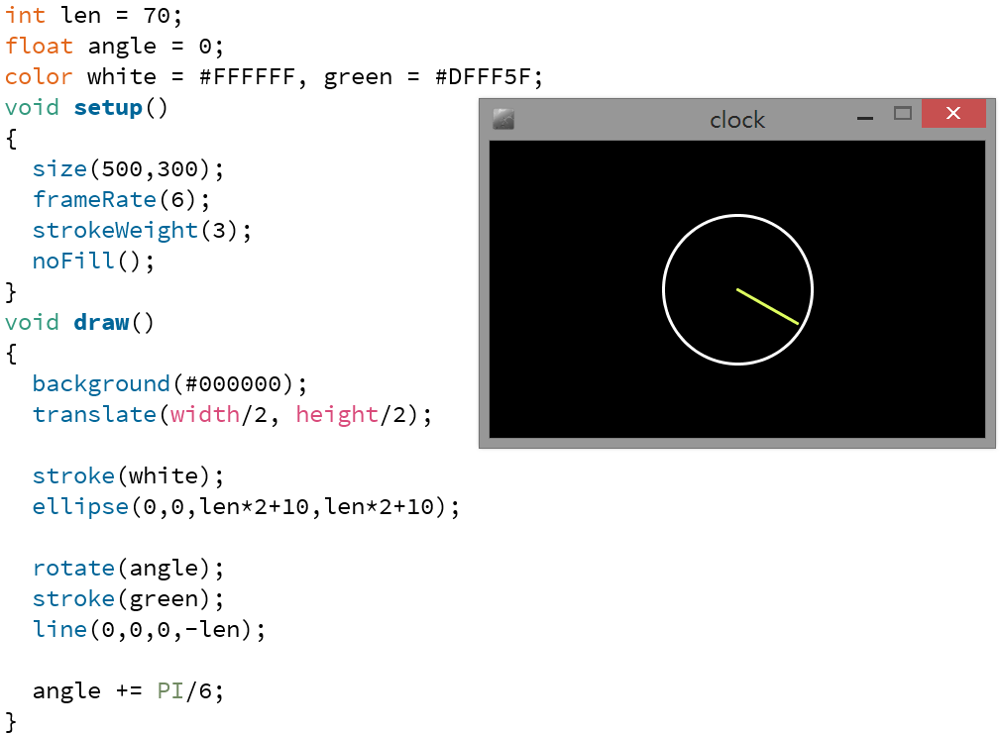 int len = 70;
float angle = 0;
color white = #FFFFFF, green = #DFFF5F;
void setup()
{
  size(500,300);
  frameRate(6);
  strokeWeight(3);
  noFill();
}
void draw()
{
  background(#000000);
  translate(width/2, height/2);

  stroke(white);
  ellipse(0,0,len*2+10,len*2+10);

  rotate(angle);
  stroke(green);
  line(0,0,0,-len);

  angle += PI/6;
}
clock